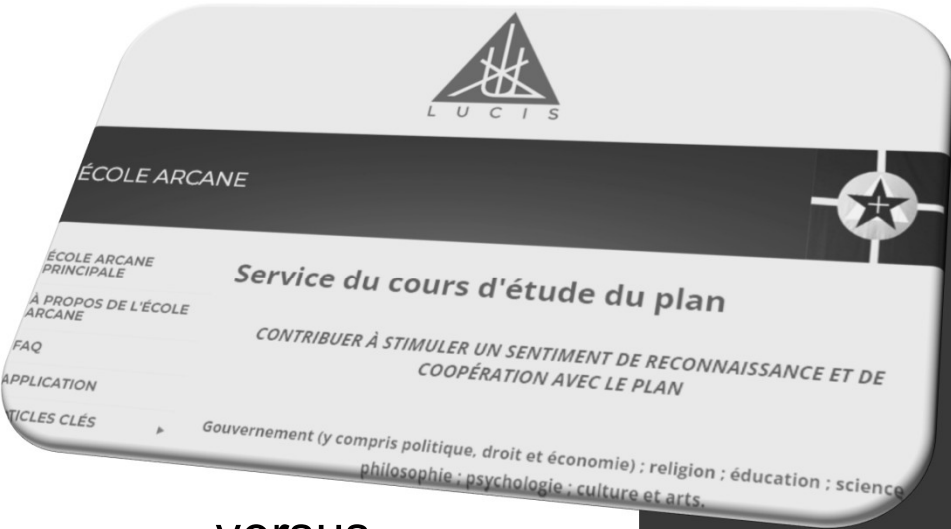 LUCIS
ÉCOLE ARCANE
ÉCOLE ARCANE
PRINCIPALE
À PROPOS DE L'ÉCOLE
ARCANE
FAQ
APPLICATION
TICLES CLÉS
Service du cours d'étude du plan
CONTRIBUER À STIMULER UN SENTIMENT DE RECONNAISSANCE ET DE
COOPÉRATION AVEC LE PLAN
Gouvernement (y compris politique, droit et économie) ; religion ; éducation ; science
philosophie ; psychologie ; culture et arts.
versus